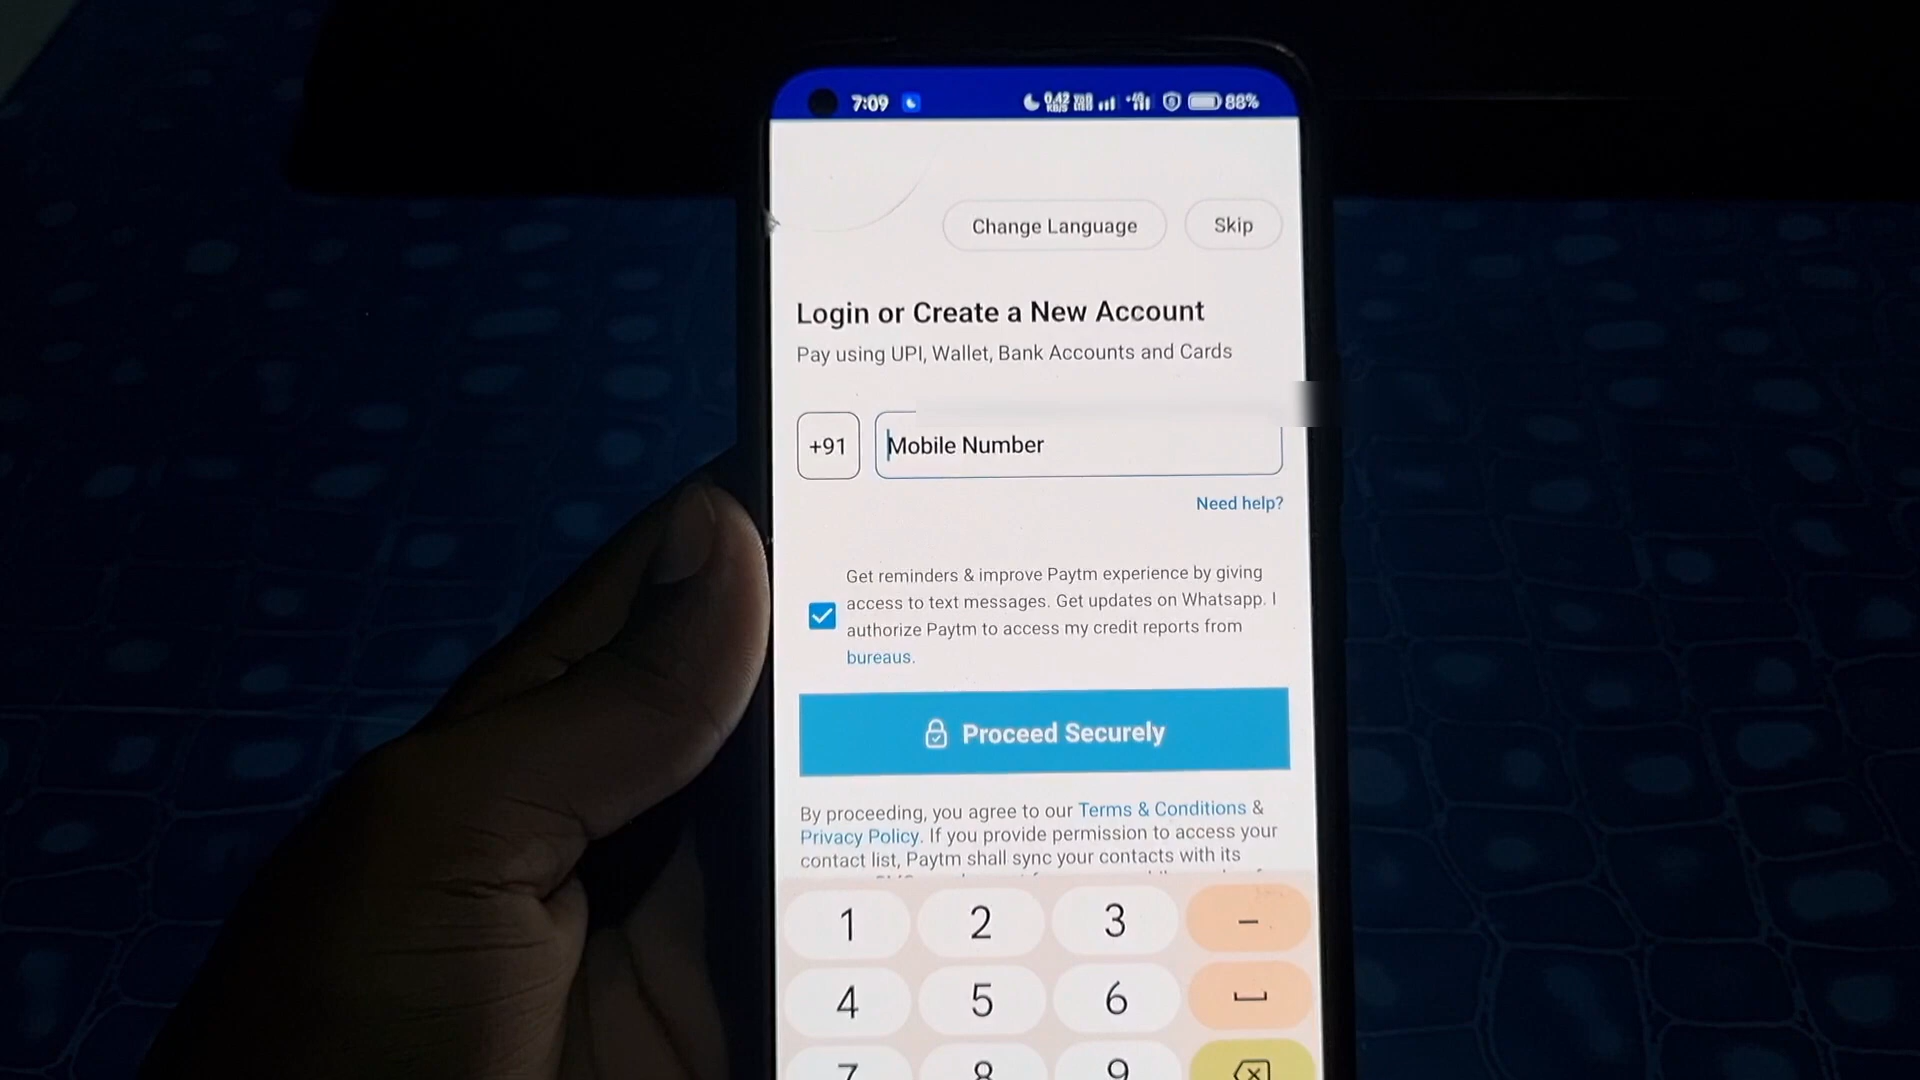 7:09 0.42 KB/S 88%
Change Language Skip
Login or Create a New Account
Pay using UPI, Wallet, Bank Accounts and Cards
+91 Mobile Number
Need help?
Get reminders & improve Paytm experience by giving
access to text messages. Get updates on Whatsapp. I
authorize Paytm to access my credit reports from
bureaus.
Proceed Securely
By proceeding, you agree to our Terms & Conditions &
Privacy Policy. If you provide permission to access your
contact list, Paytm shall sync your contacts with its
1 2 3 -
4 5 6
7 8 9